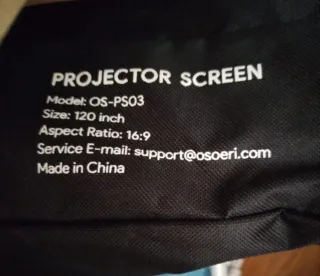 PROJECTOR SCREEN
Model: OS-PS03
Size: 120 inch
Aspect Ratio: 16:9
Service E-mail: support@osoeri.com
Made in China